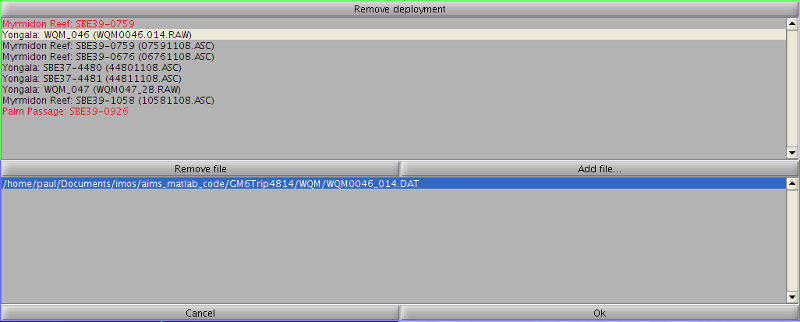 Remove deployment
Myrmidon Reef: SBE39-0759
Yongala: WQM_046 (WQM0046.014.RAW)
Myrmidon Reef: SBE39-0759 (07591108.ASC)
Myrmidon Reef: SBE39-0676 (06761108.ASC)
Yongala: SBE37-4480 (44801108.ASC)
Yongala: SBE37-4481 (44811108.ASC)
Yongala: WQM_047 (WQM047_28.RAW)
Myrmidon Reef: SBE39-1058 (10581108.ASC)
Palm Passage: SBE39-0926
Remove file Add file...
/home/paul/Documents/imos/aims_matlab_code/GM6Trip4814/WQM/WQM0046_014.DAT
Cancel Ok